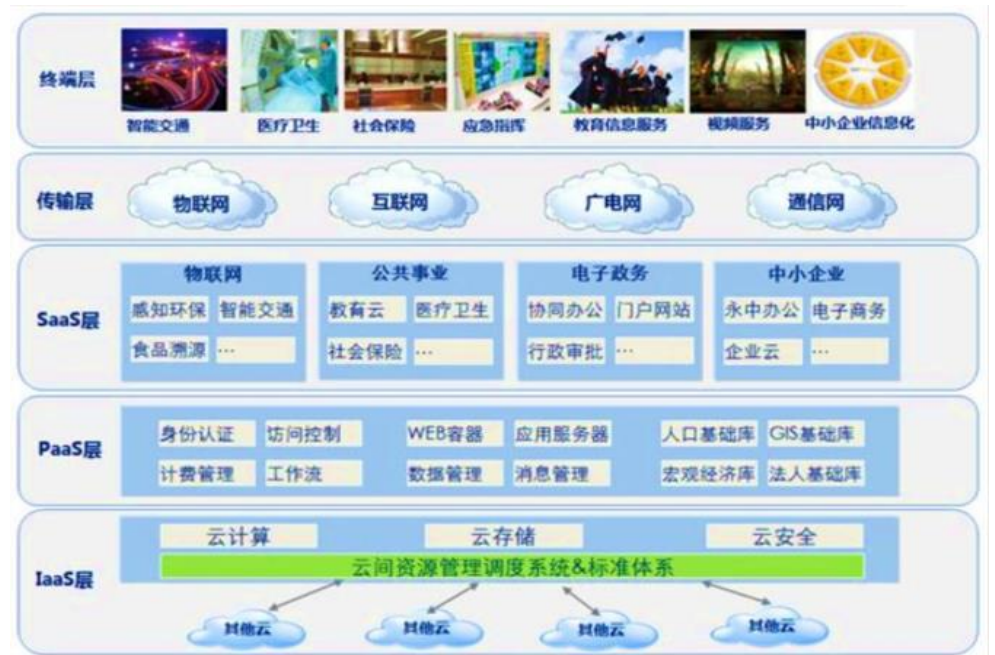 终端层
智能交通 医疗卫生 社会保险 应急指挥 教育信息服务 视频服务 中小企业信息化
传输层
物联网 互联网 广电网 通信网
SaaS层
物联网 公共事业 电子政务 中小企业
感知环保 智能交通 教育云 医疗卫生 协同办公 门户网站 永中办公 电子商务
食品溯源 … 社会保险 … 行政审批 … 企业云 …
PaaS层
身份认证 访问控制 WEB容器 应用服务器 人口基础库 GIS基础库
计费管理 工作流 数据管理 消息管理 宏观经济库 法人基础库
IaaS层
云计算 云存储 云安全
云间资源管理调度系统&标准体系
其他云 其他云 其他云 其他云